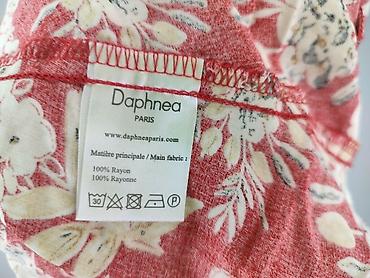 Daphnea
PARIS
www.daphneaparis.com
Matière principale / Main fabric :
100% Rayon
100% Rayonne
30
P